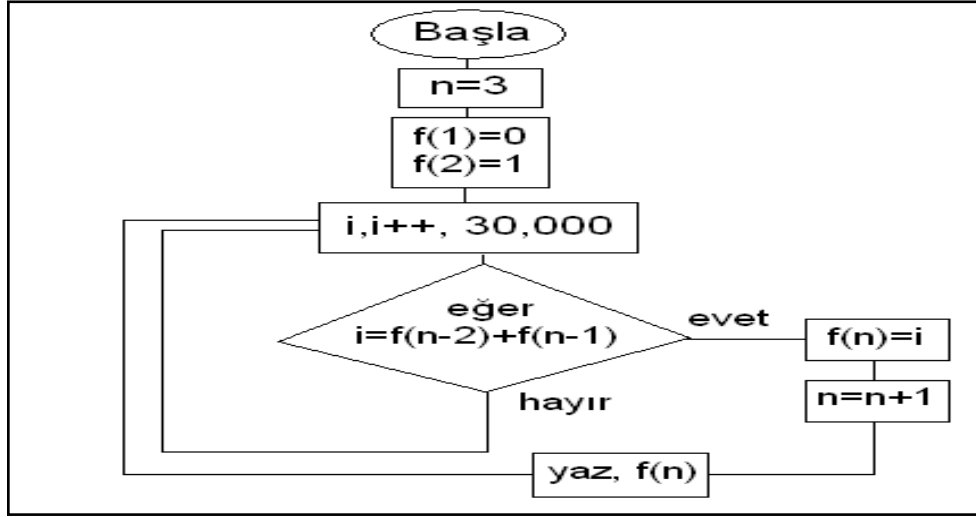 Başla
n=3
f(1)=0
f(2)=1
i,i++, 30,000
eğer
i=f(n-2)+f(n-1)
evet
f(n)=i
n=n+1
hayır
yaz, f(n)